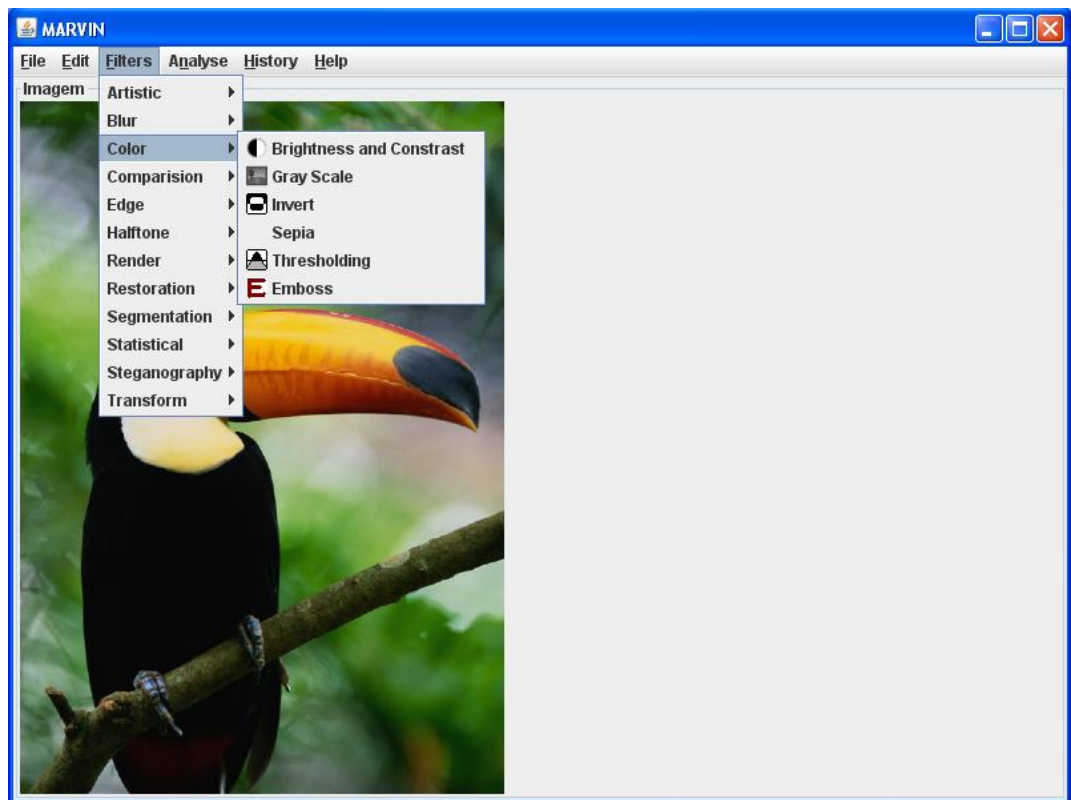 MARVIN
File Edit Filters Analyse History Help
Imagem
Artistic
Blur
Color
Comparision
Edge
Halftone
Render
Restoration
Segmentation
Statistical
Steganography
Transform
Brightness and Constrast
Gray Scale
Invert
Sepia
Thresholding
Emboss